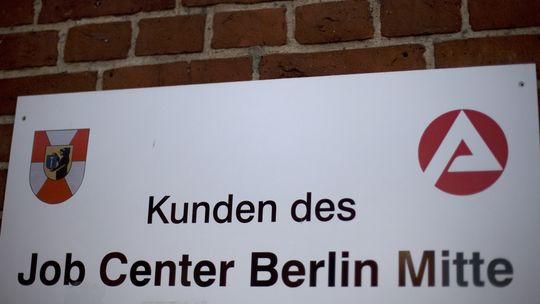 Kunden des
Job Center Berlin Mitte